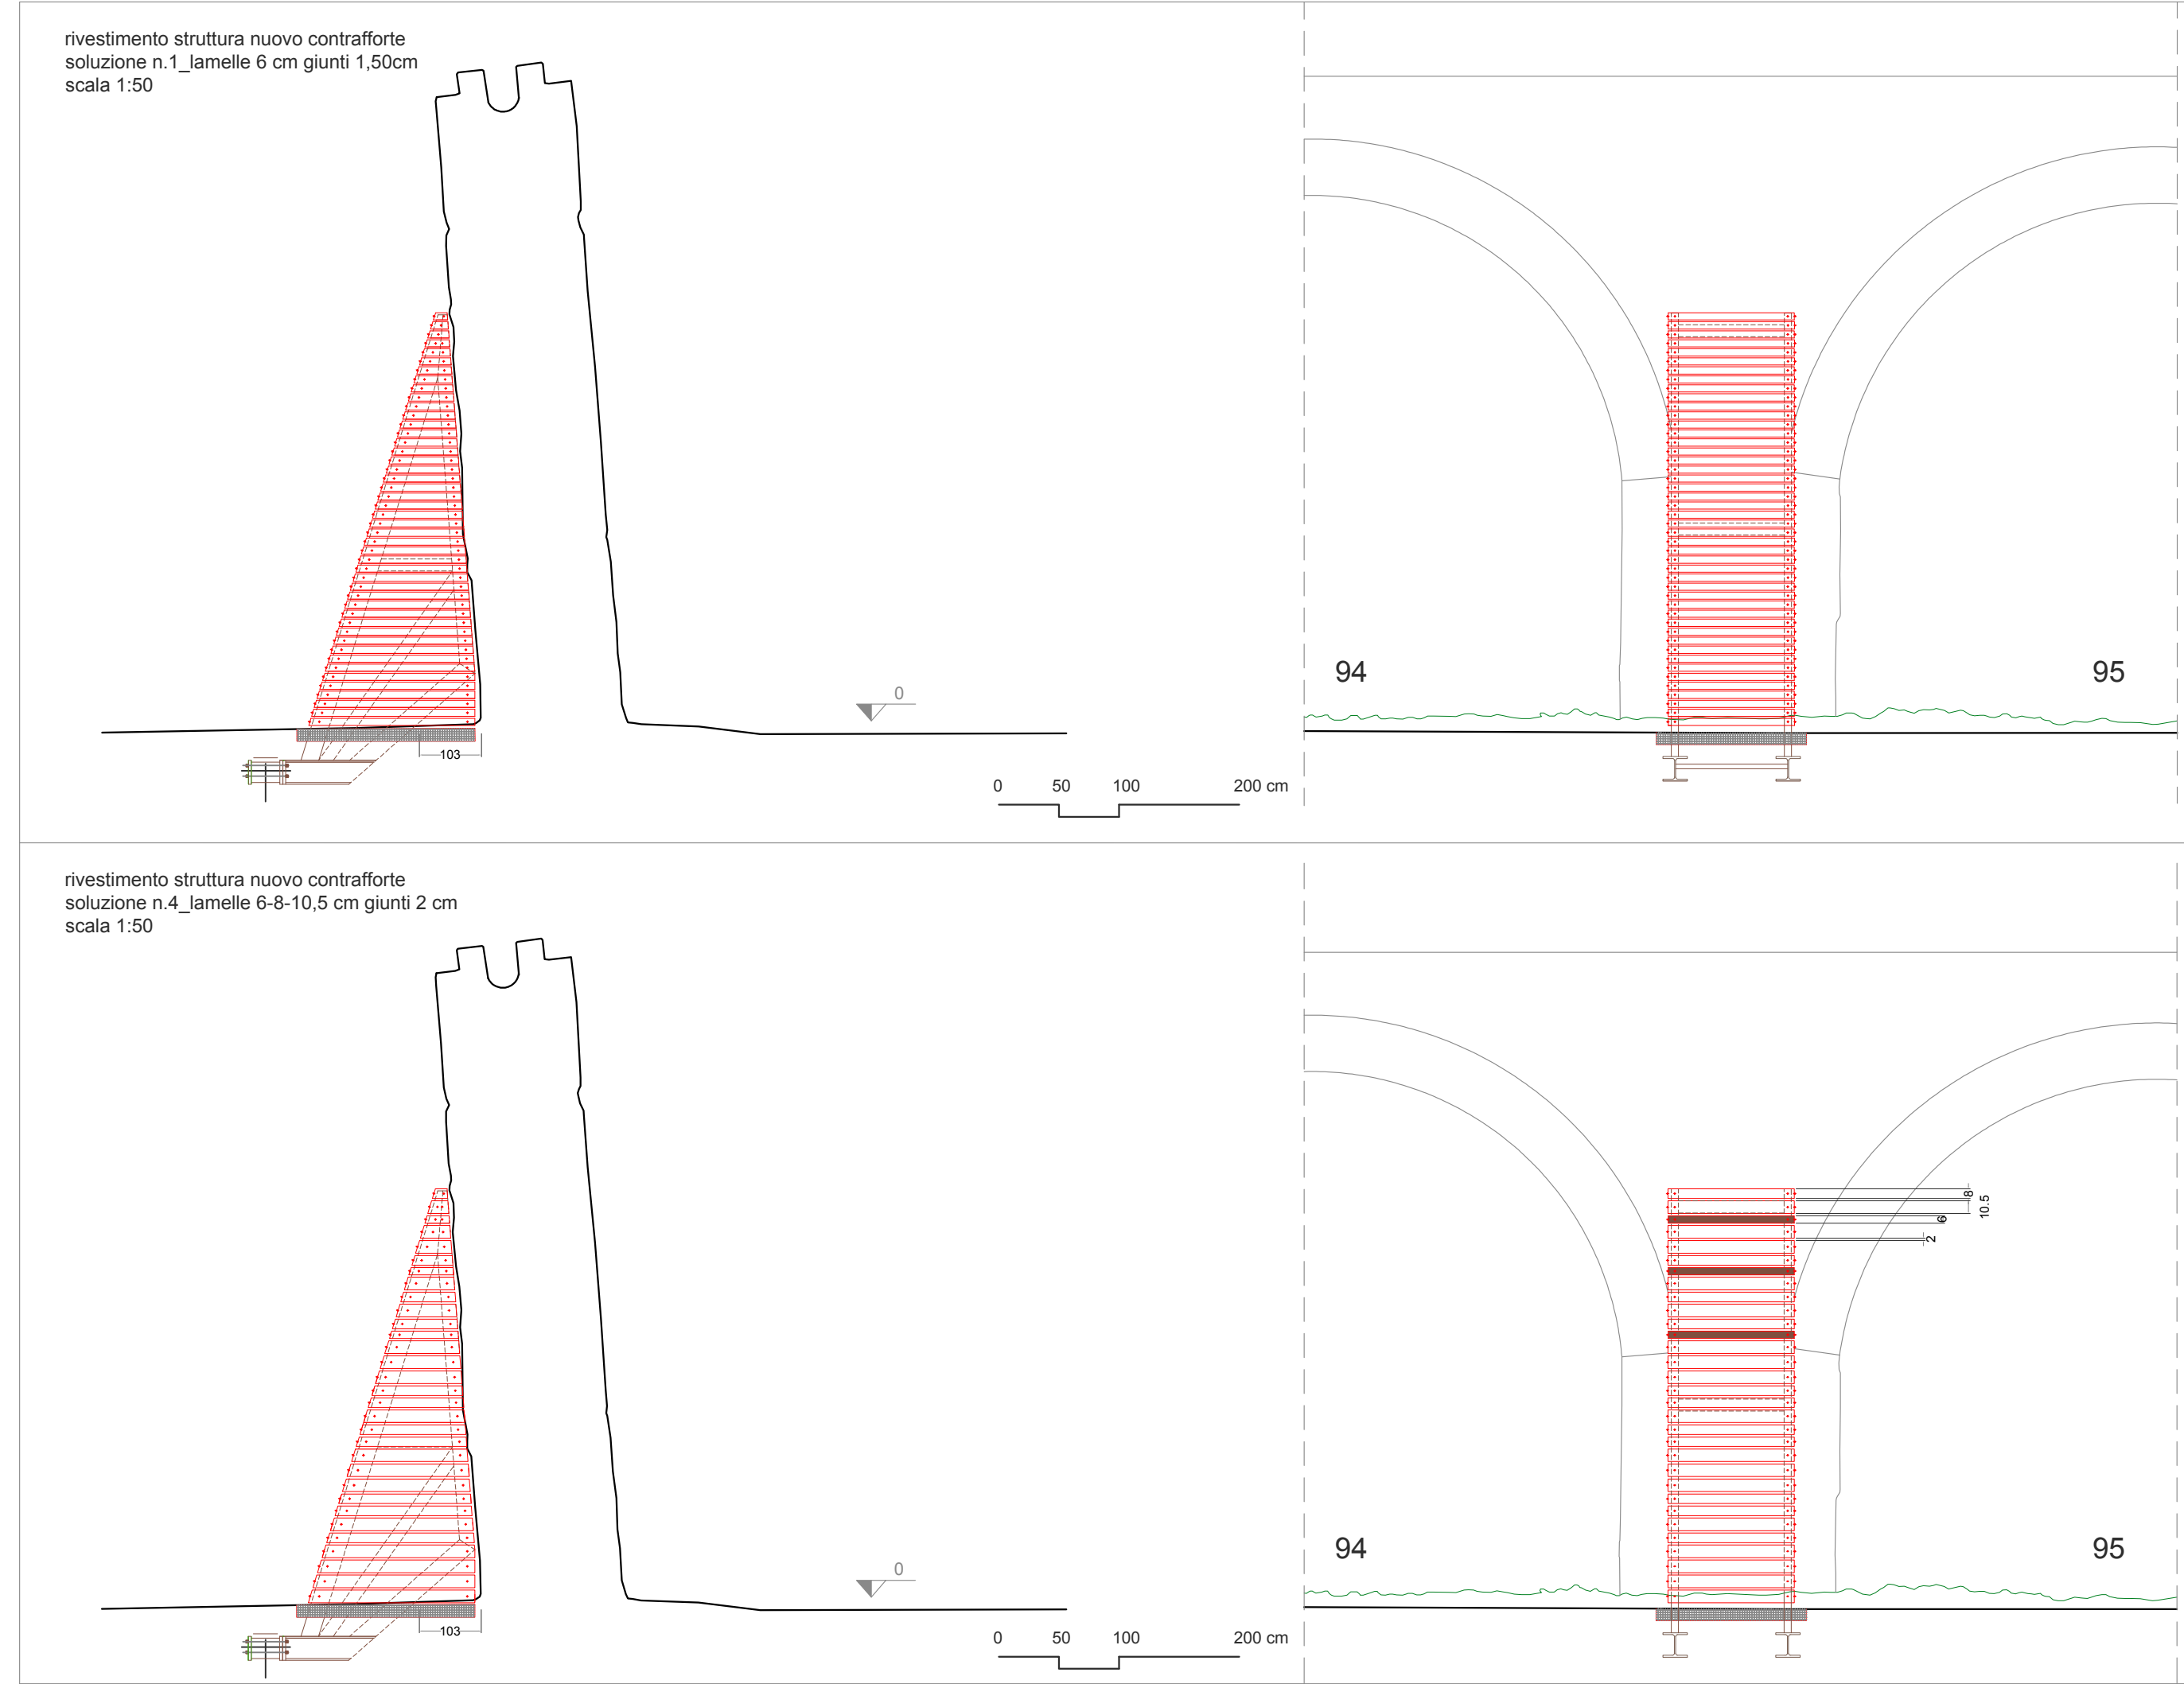 rivestimento struttura nuovo contrafforte
soluzione n.1_lamelle 6 cm giunti 1,50cm
scala 1:50
94
95
0
103
0 50 100 200 cm
rivestimento struttura nuovo contrafforte
soluzione n.4_lamelle 6-8-10,5 cm giunti 2 cm
scala 1:50
8
10.5
6
2
94
95
0
103
0 50 100 200 cm